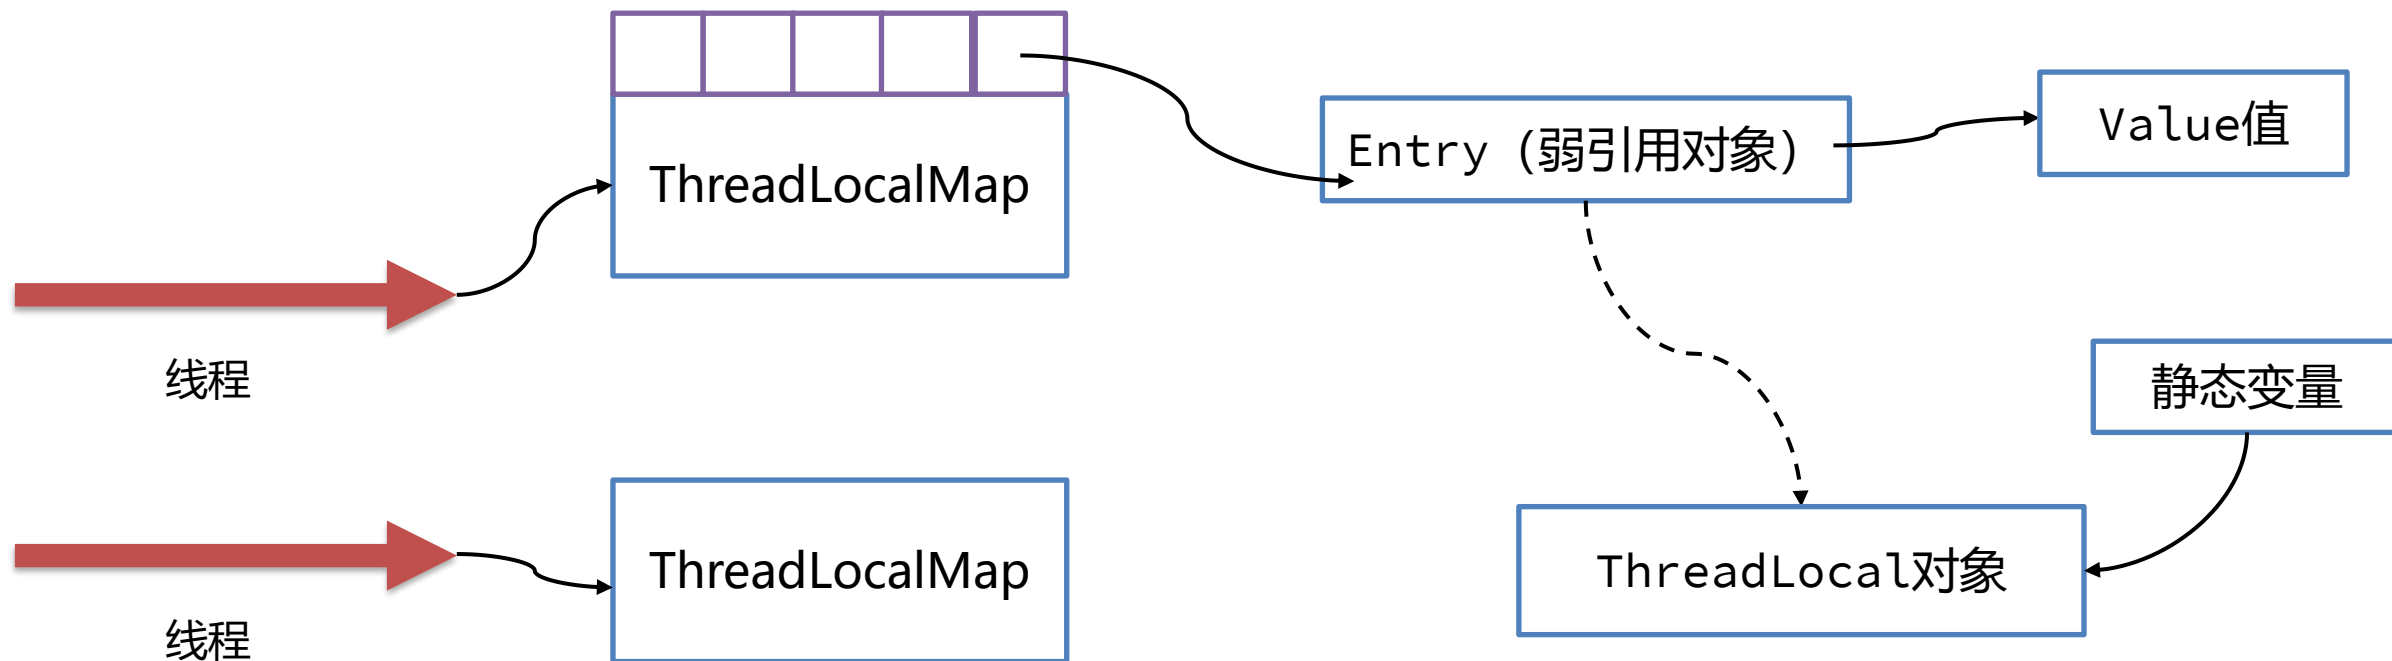 ThreadLocalMap
Entry（弱引用对象）
Value值
线程
静态变量
ThreadLocalMap
ThreadLocal对象
线程